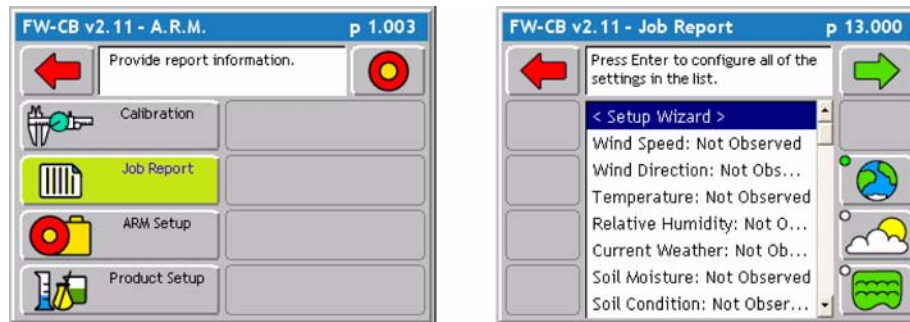 FW-CB v2.11 - A.R.M. p 1.003
Provide report information.
Calibration
Job Report
ARM Setup
Product Setup
FW-CB v2.11 - Job Report p 13.000
Press Enter to configure all of the
settings in the list.
< Setup Wizard >
Wind Speed: Not Observed
Wind Direction: Not Obs...
Temperature: Not Observed
Relative Humidity: Not O...
Current Weather: Not Ob...
Soil Moisture: Not Observed
Soil Condition: Not Obser...